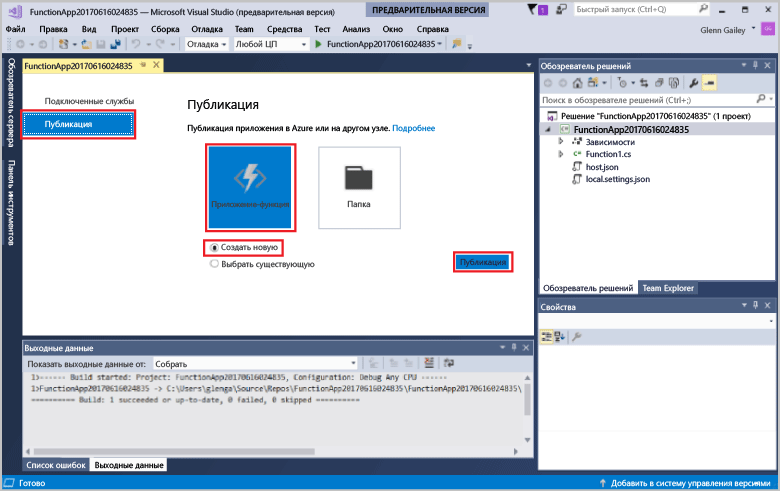 FunctionApp20170616024835 — Microsoft Visual Studio (предварительная версия)
ПРЕДВАРИТЕЛЬНАЯ ВЕРСИЯ
1
Быстрый запуск (Ctrl+Q)
Файл Правка Вид Проект Сборка Отладка Team Средства Тест Анализ Окно Справка
Glenn Gailey
Отладка Любой ЦП FunctionApp20170616024835
Обозреватель сервера
Панель инструментов
FunctionApp20170616024835
Подключенные службы
Публикация
Публикация
Публикация приложения в Azure или на другом узле. Подробнее
Приложение-функция
Папка
Создать новую
Выбрать существующую
Публикация
Выходные данные
Показать выходные данные от: Собрать
1>------ Build started: Project: FunctionApp20170616024835, Configuration: Debug Any CPU ------
1>FunctionApp20170616024835 -> C:\Users\glenga\Source\Repos\FunctionApp20170616024835\FunctionApp20170616024835\
========== Build: 1 succeeded or up-to-date, 0 failed, 0 skipped ==========
Список ошибок Выходные данные
Обозреватель решений
Поиск в обозревателе решений (Ctrl+;)
Решение "FunctionApp20170616024835" (1 проект)
FunctionApp20170616024835
Зависимости
C# Function1.cs
host.json
local.settings.json
Обозреватель решений Team Explorer
Свойства
Готово
Добавить в систему управления версиями